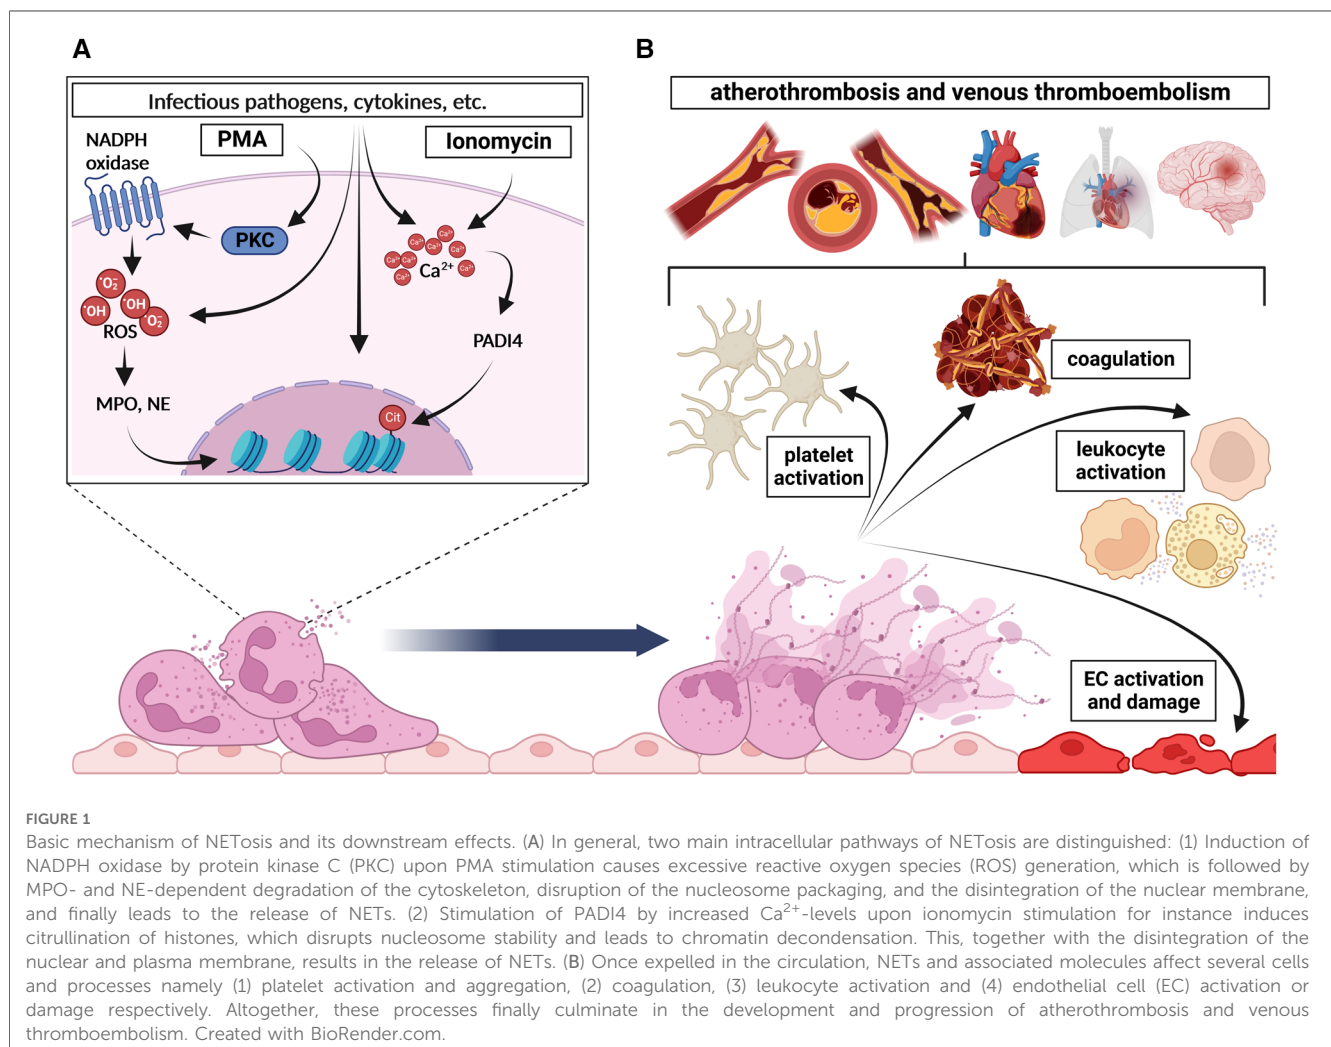 A
Infectious pathogens, cytokines, etc.
NADPH
oxidase
PMA
Ionomycin
PKC
Ca2+
Ca2+
Ca2+
Ca2+
Ca2+
Ca2+
Ca2+
Ca2+
Ca²⁺
•O₂⁻
•OH
•OH
•O₂⁻
ROS
PADI4
MPO, NE
Cit
B
atherothrombosis and venous thromboembolism
coagulation
platelet
activation
leukocyte
activation
EC activation
and damage
FIGURE 1
Basic mechanism of NETosis and its downstream effects. (A) In general, two main intracellular pathways of NETosis are distinguished: (1) Induction of
NADPH oxidase by protein kinase C (PKC) upon PMA stimulation causes excessive reactive oxygen species (ROS) generation, which is followed by
MPO- and NE-dependent degradation of the cytoskeleton, disruption of the nucleosome packaging, and the disintegration of the nuclear membrane,
and finally leads to the release of NETs. (2) Stimulation of PADI4 by increased Ca²⁺-levels upon ionomycin stimulation for instance induces
citrullination of histones, which disrupts nucleosome stability and leads to chromatin decondensation. This, together with the disintegration of the
nuclear and plasma membrane, results in the release of NETs. (B) Once expelled in the circulation, NETs and associated molecules affect several cells
and processes namely (1) platelet activation and aggregation, (2) coagulation, (3) leukocyte activation and (4) endothelial cell (EC) activation or
damage respectively. Altogether, these processes finally culminate in the development and progression of atherothrombosis and venous
thromboembolism. Created with BioRender.com.